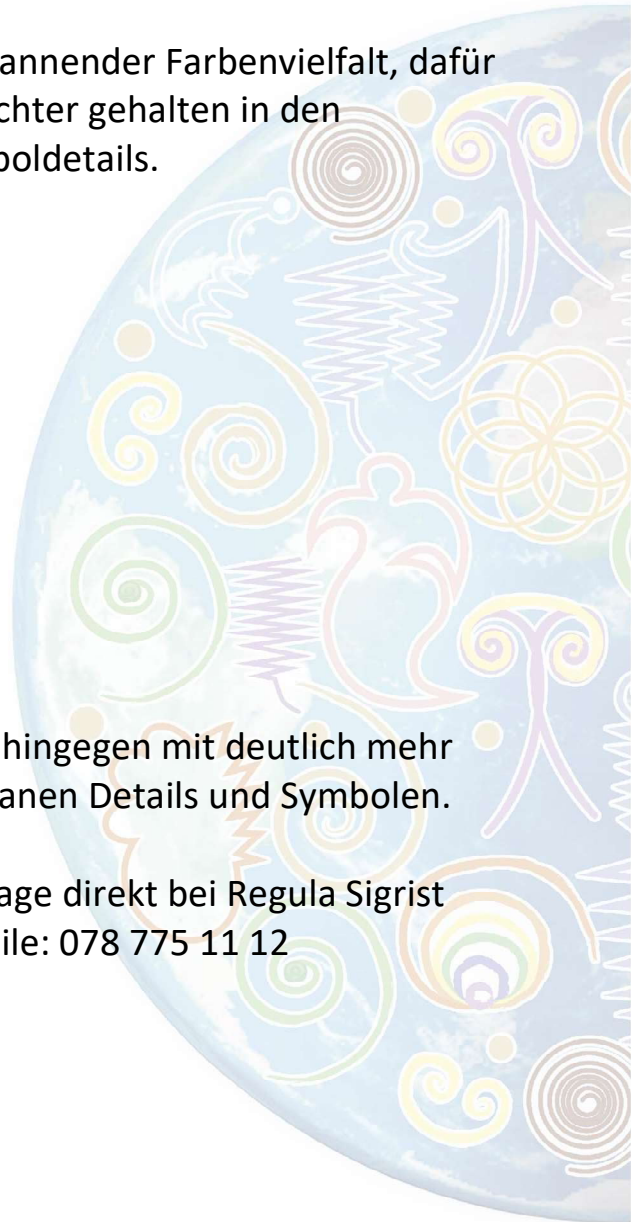 annender Farbenvielfalt, dafür
chter gehalten in den
boldetails.
hingegen mit deutlich mehr
anen Details und Symbolen.
age direkt bei Regula Sigrist
ile: 078 775 11 12